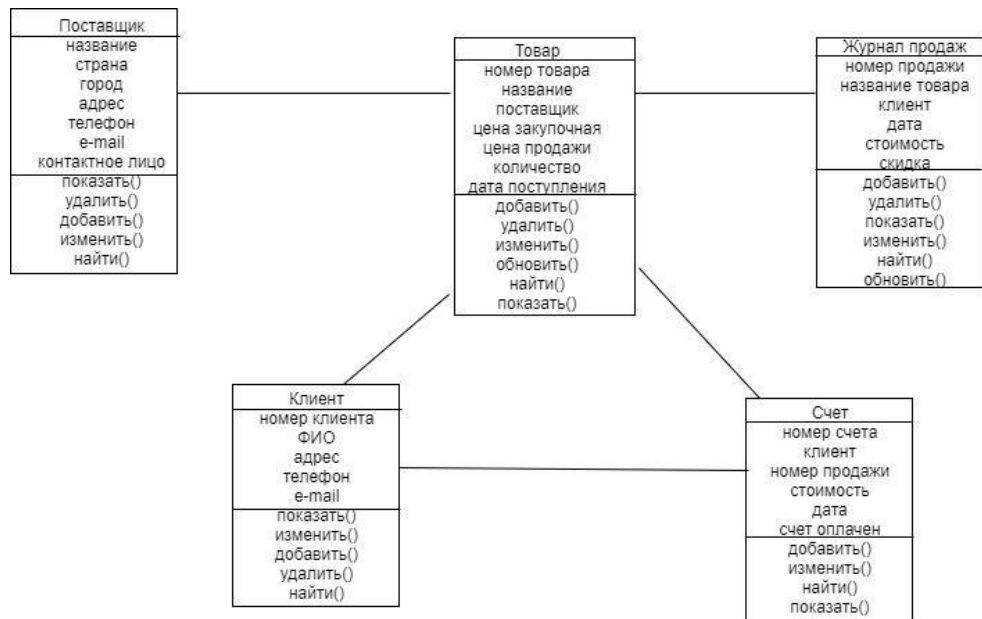 Поставщик
название
страна
город
адрес
телефон
e-mail
контактное лицо
показать()
удалить()
добавить()
изменить()
найти()
Товар
номер товара
название
поставщик
цена закупочная
цена продажи
количество
дата поступления
добавить()
удалить()
изменить()
обновить()
найти()
показать()
Журнал продаж
номер продажи
название товара
клиент
дата
стоимость
скидка
добавить()
удалить()
показать()
изменить()
найти()
обновить()
Клиент
номер клиента
ФИО
адрес
телефон
e-mail
показать()
изменить()
добавить()
удалить()
найти()
Счет
номер счета
клиент
номер продажи
стоимость
дата
счет оплачен
добавить()
изменить()
найти()
показать()